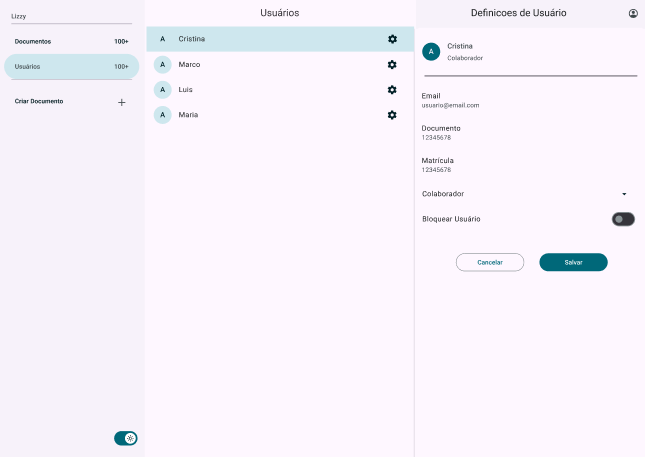 Lizzy
Documentos 100+
Usuários 100+
Criar Documento
Usuários
A Cristina
A Marco
A Luis
A Maria
Definicoes de Usuário
A
Cristina
Colaborador
Email
usuario@email.com
Documento
12345678
Matrícula
12345678
Colaborador
Bloquear Usuário
Cancelar Salvar